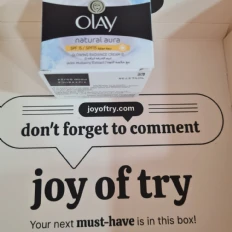 OLAY
natural aura
joyoftry.com
don't forget to comment
joy of try
Your next must-have is in this box!